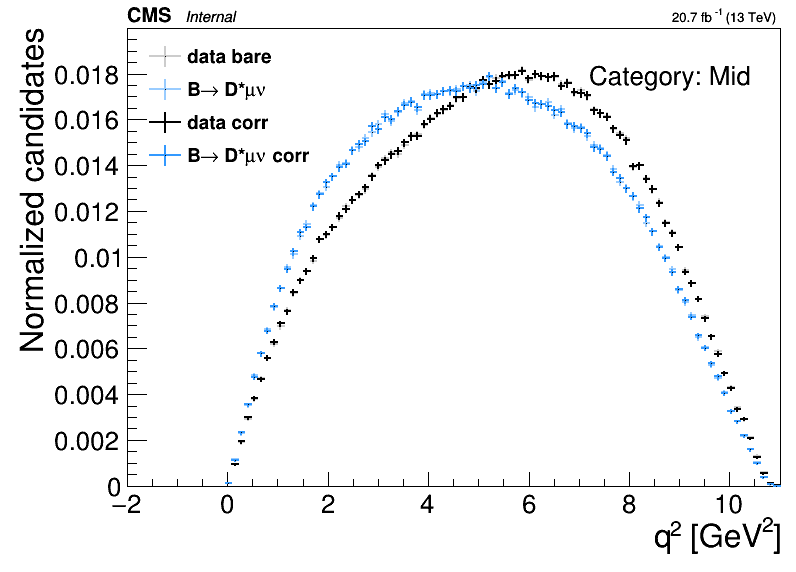 CMS Internal 20.7 fb⁻¹ (13 TeV)
Normalized candidates
data bare
B→ D*μν
data corr
B→ D*μν corr
Category: Mid
0.018
0.016
0.014
0.012
0.01
0.008
0.006
0.004
0.002
0
−2 0 2 4 6 8 10
q² [GeV²]